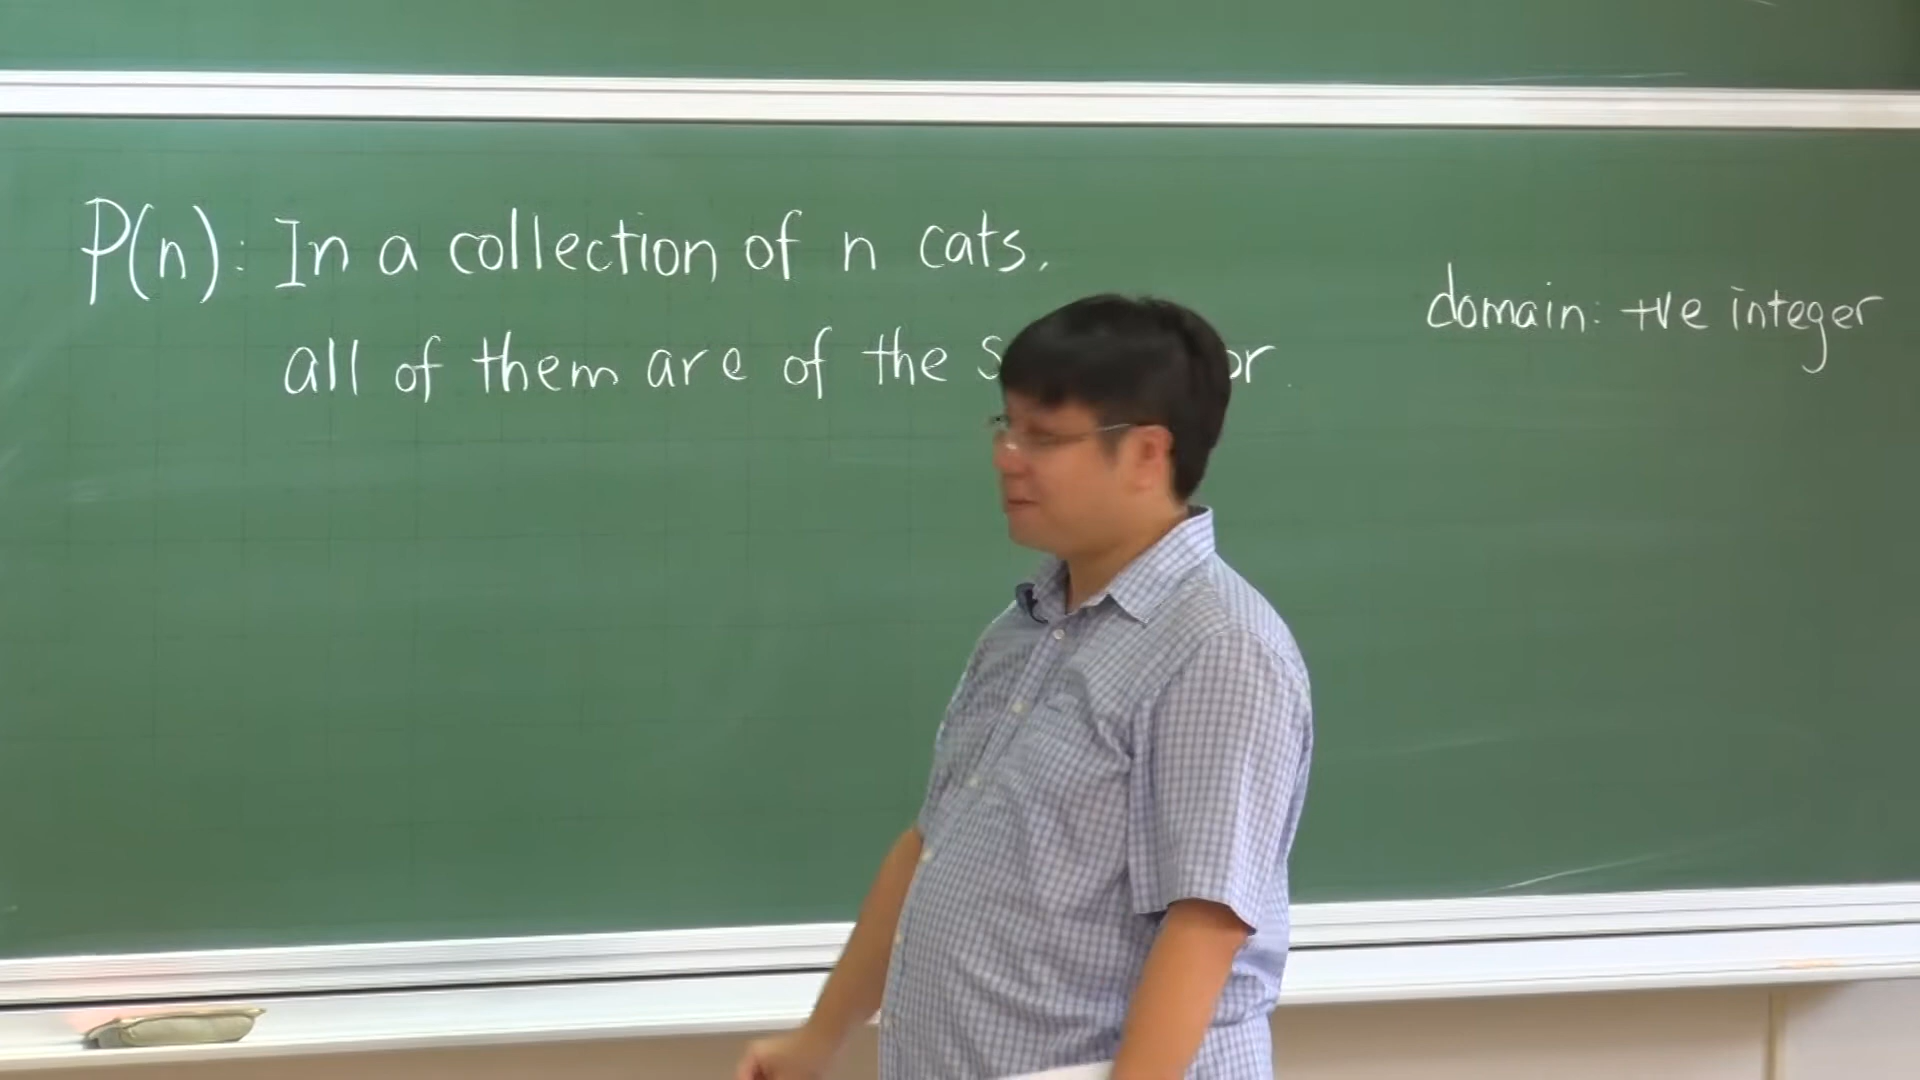 P(n): In a collection of n cats,
all of them are of the
domain: +ve integer